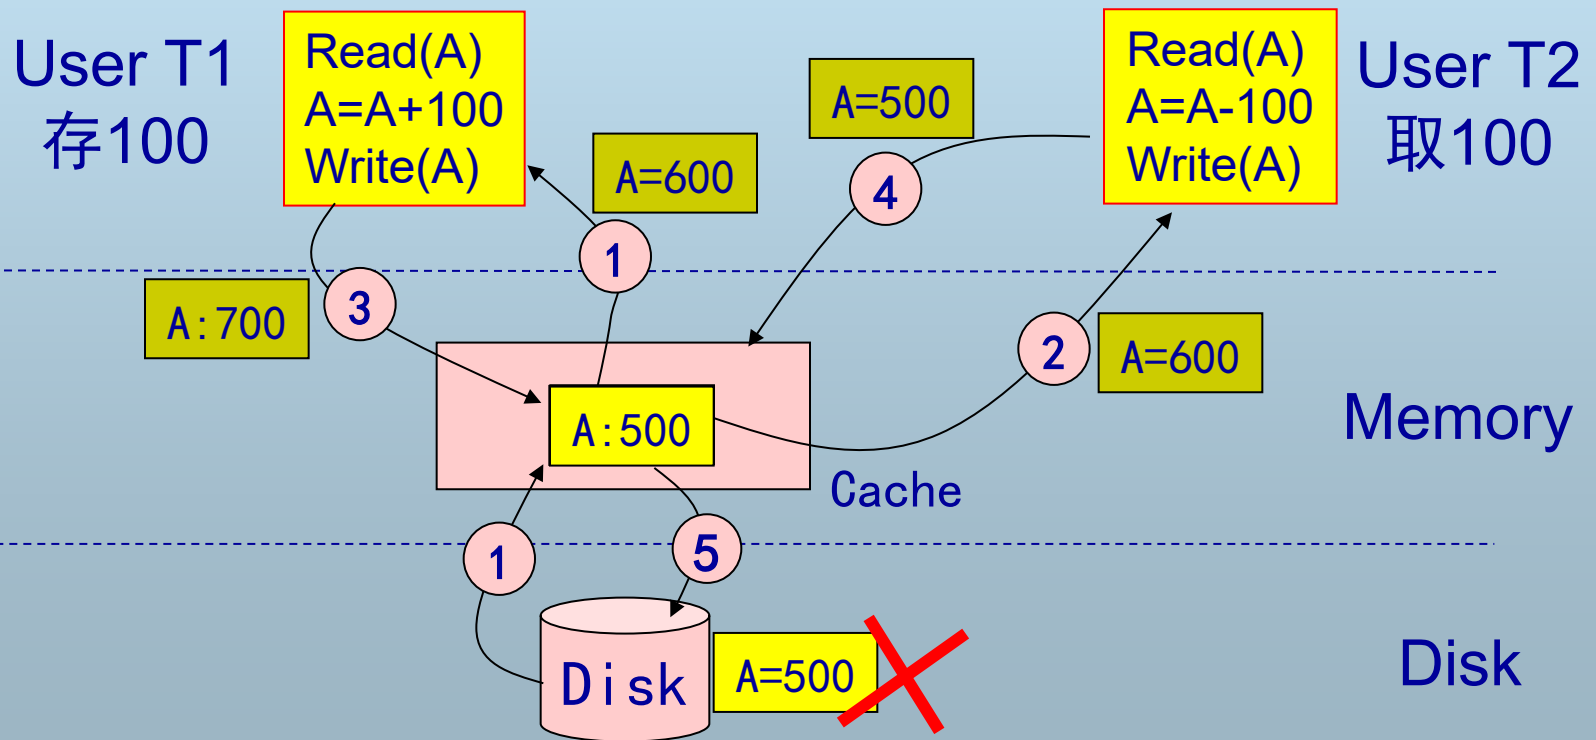 User T1
存100
Read(A)
A=A+100
Write(A)
A=600
1
A=500
4
Read(A)
A=A-100
Write(A)
User T2
取100
A:700
3
2
A=600
A:500
Cache
Memory
1
5
Disk
A=500
Disk